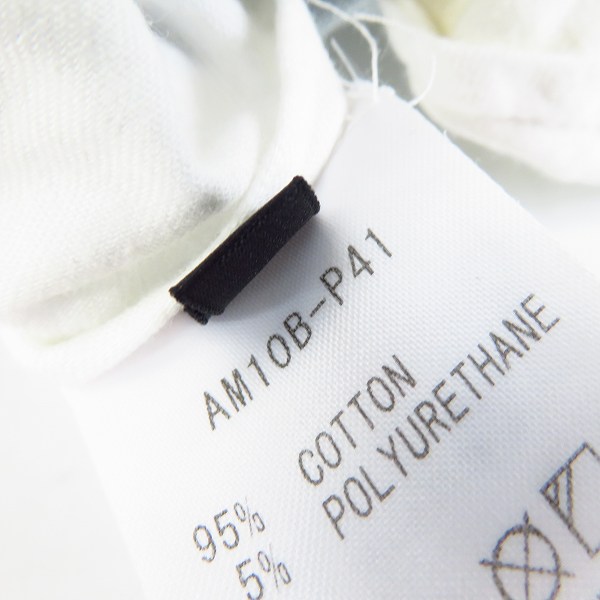 AM10B-P41
95% COTTON
5% POLYURETHANE